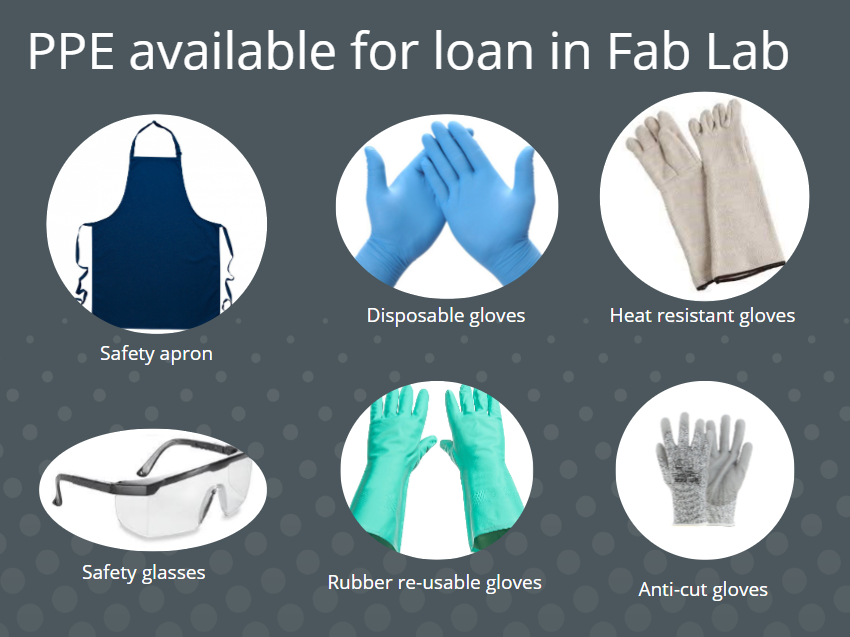 PPE available for loan in Fab Lab
Safety apron
Disposable gloves
Heat resistant gloves
Safety glasses
Rubber re-usable gloves
Anti-cut gloves